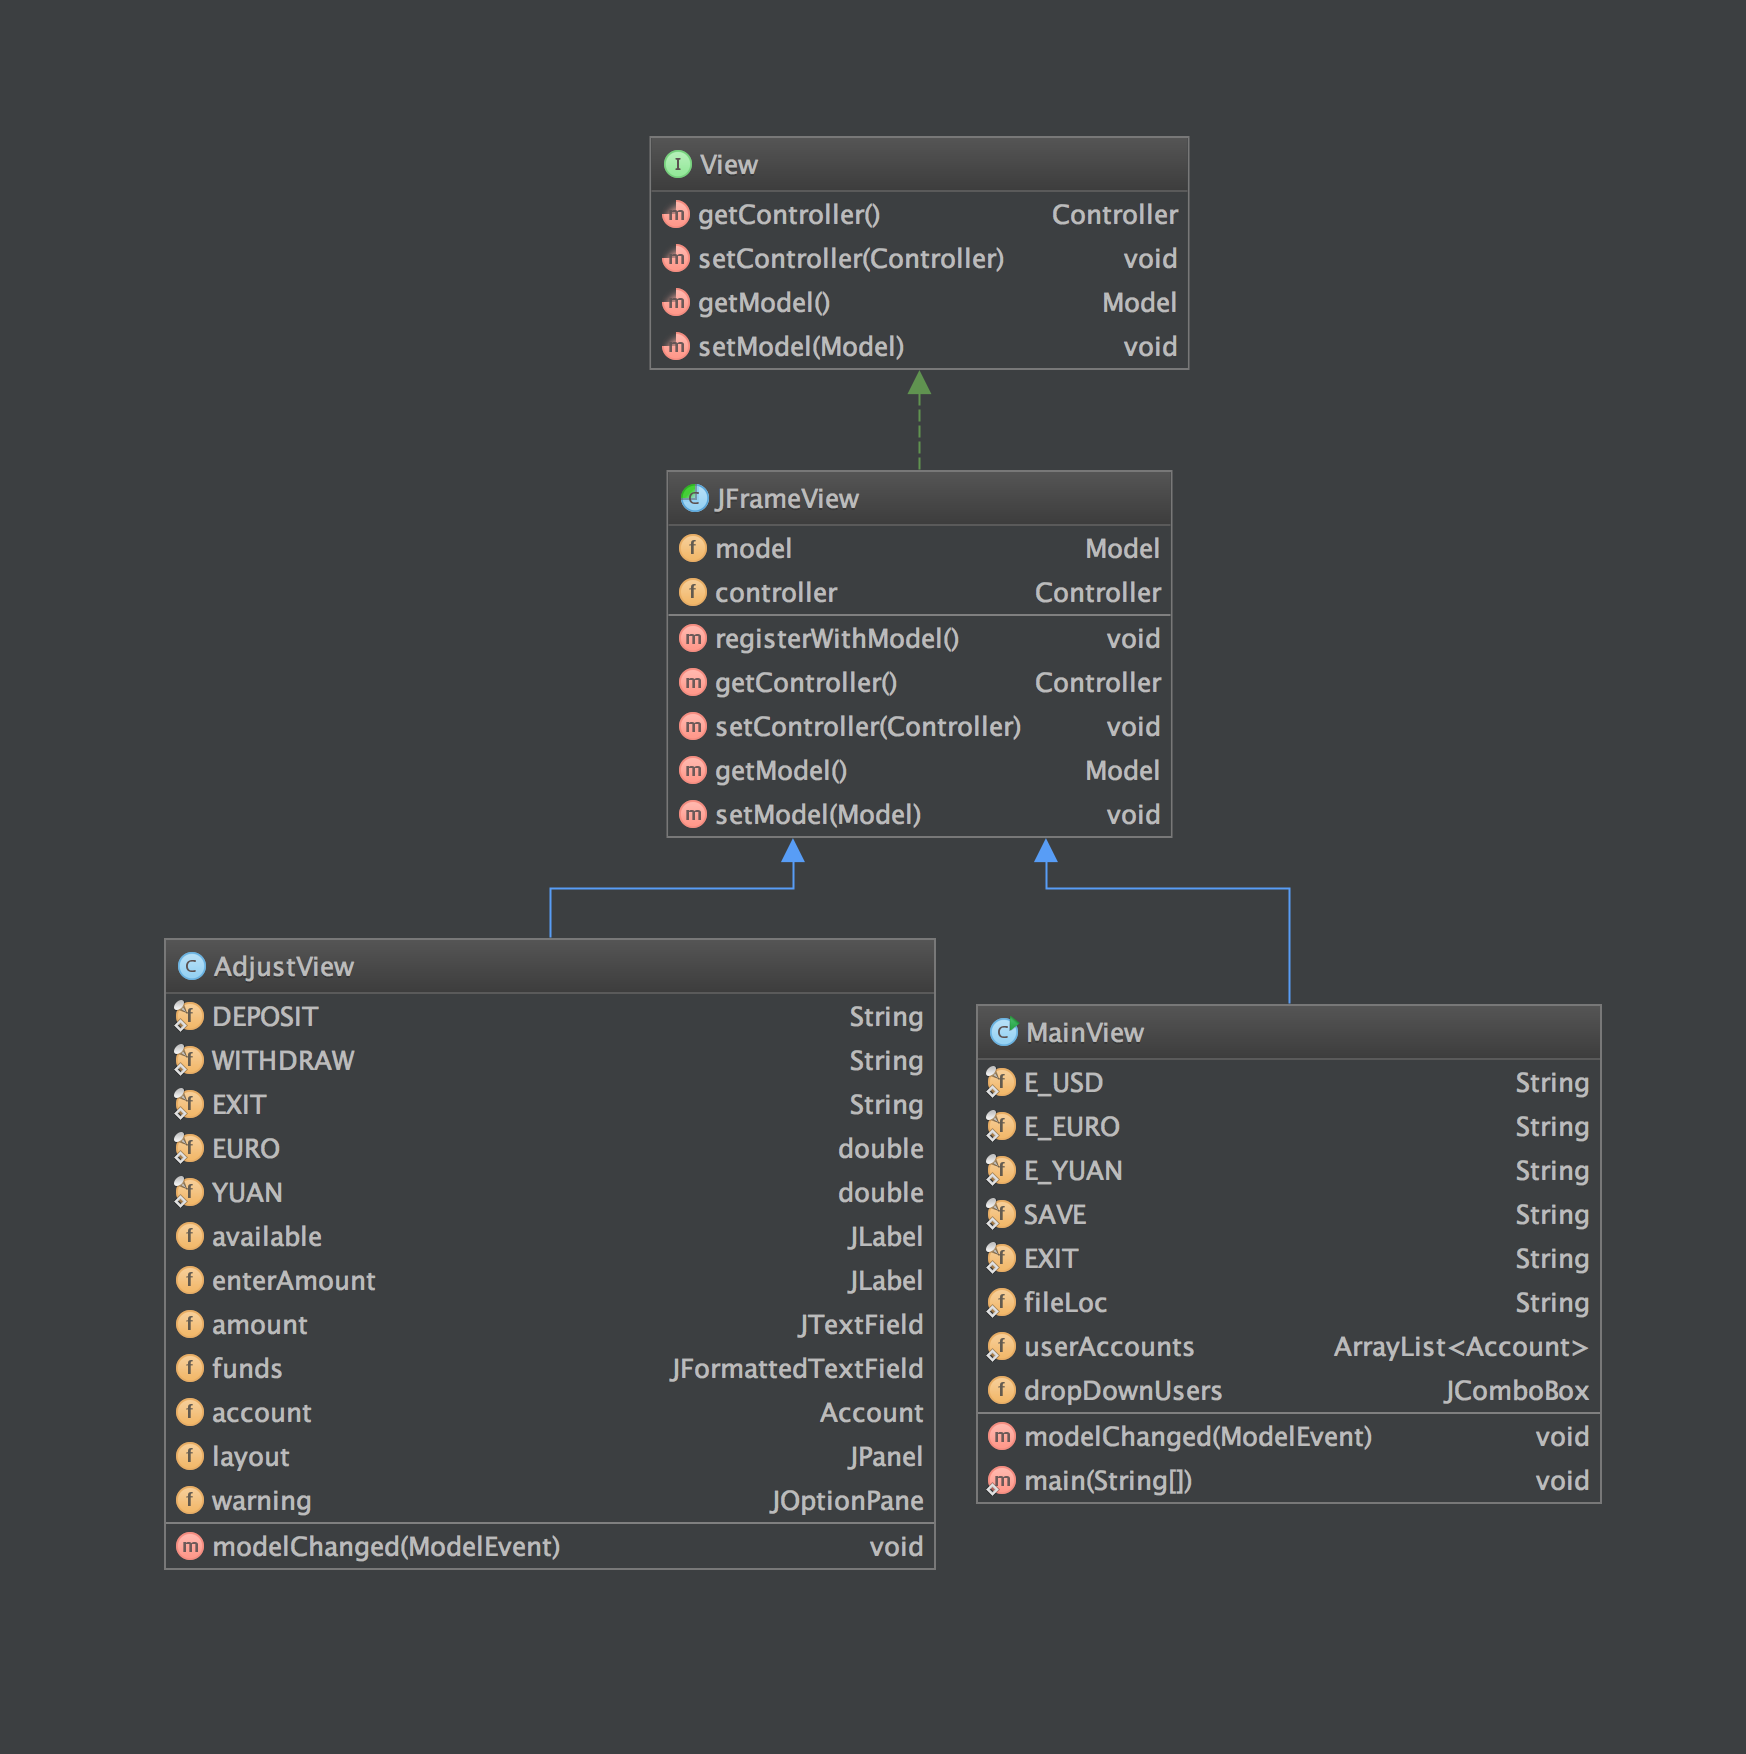 View
getController() Controller
setController(Controller) void
getModel() Model
setModel(Model) void
JFrameView
model Model
controller Controller
registerWithModel() void
getController() Controller
setController(Controller) void
getModel() Model
setModel(Model) void
AdjustView
DEPOSIT String
WITHDRAW String
EXIT String
EURO double
YUAN double
available JLabel
enterAmount JLabel
amount JTextField
funds JFormattedTextField
account Account
layout JPanel
warning JOptionPane
modelChanged(ModelEvent) void
MainView
E_USD String
E_EURO String
E_YUAN String
SAVE String
EXIT String
fileLoc String
userAccounts ArrayList<Account>
dropDownUsers JComboBox
modelChanged(ModelEvent) void
main(String[]) void